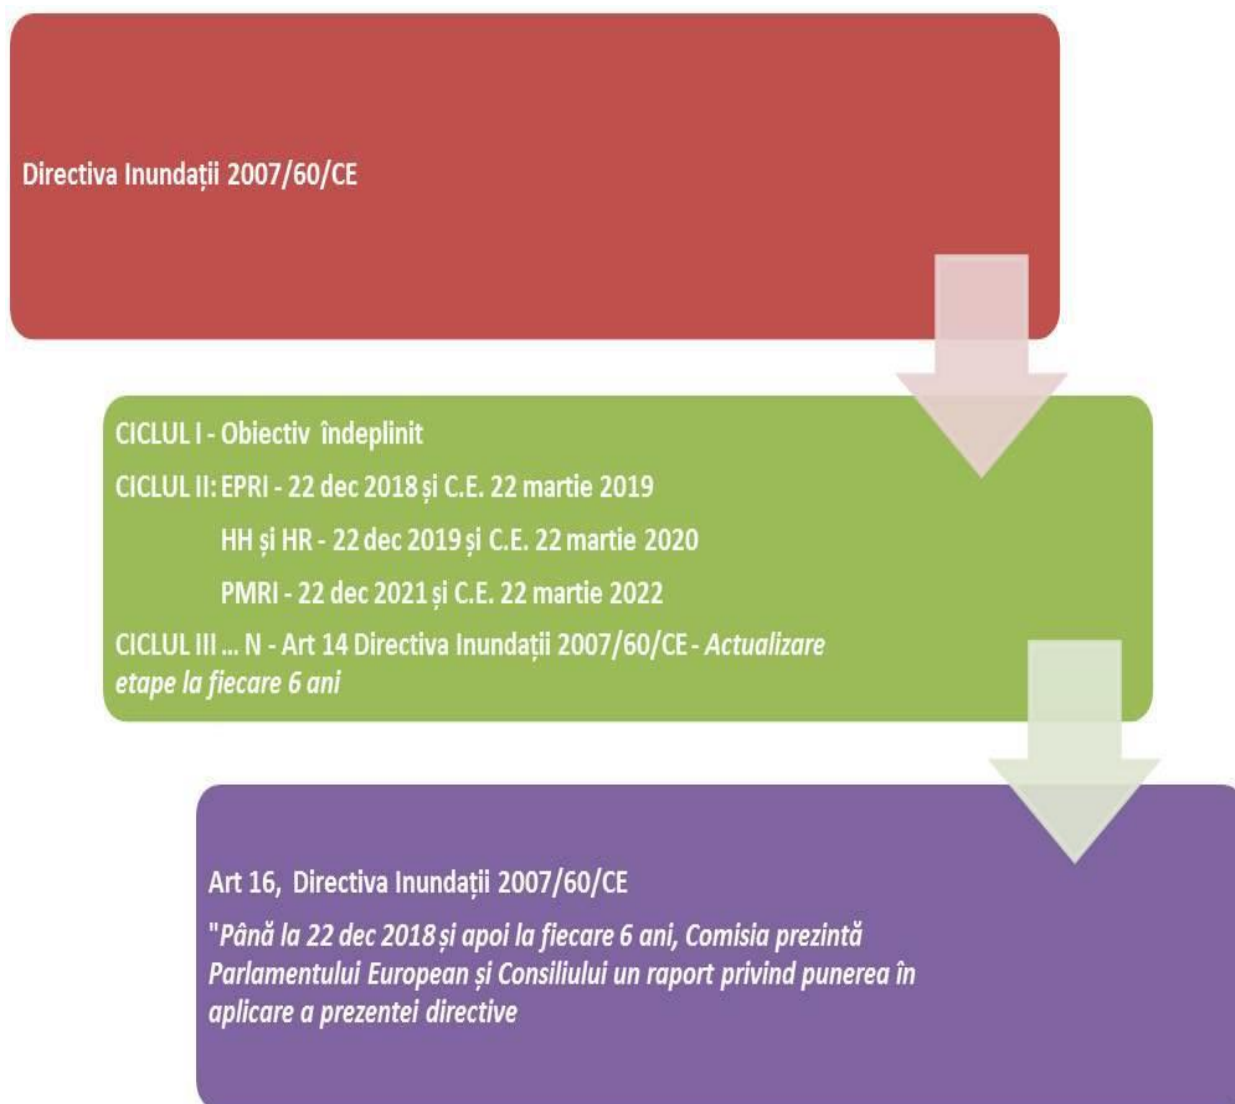 Directiva Inundații 2007/60/CE
CICLUL I - Obiectiv îndeplinit
CICLUL II: EPRI - 22 dec 2018 și C.E. 22 martie 2019
HH și HR - 22 dec 2019 și C.E. 22 martie 2020
PMRI - 22 dec 2021 și C.E. 22 martie 2022
CICLUL III ... N - Art 14 Directiva Inundații 2007/60/CE - Actualizare
etape la fiecare 6 ani
Art 16, Directiva Inundații 2007/60/CE
"Până la 22 dec 2018 și apoi la fiecare 6 ani, Comisia prezintă
Parlamentului European și Consiliului un raport privind punerea în
aplicare a prezentei directive